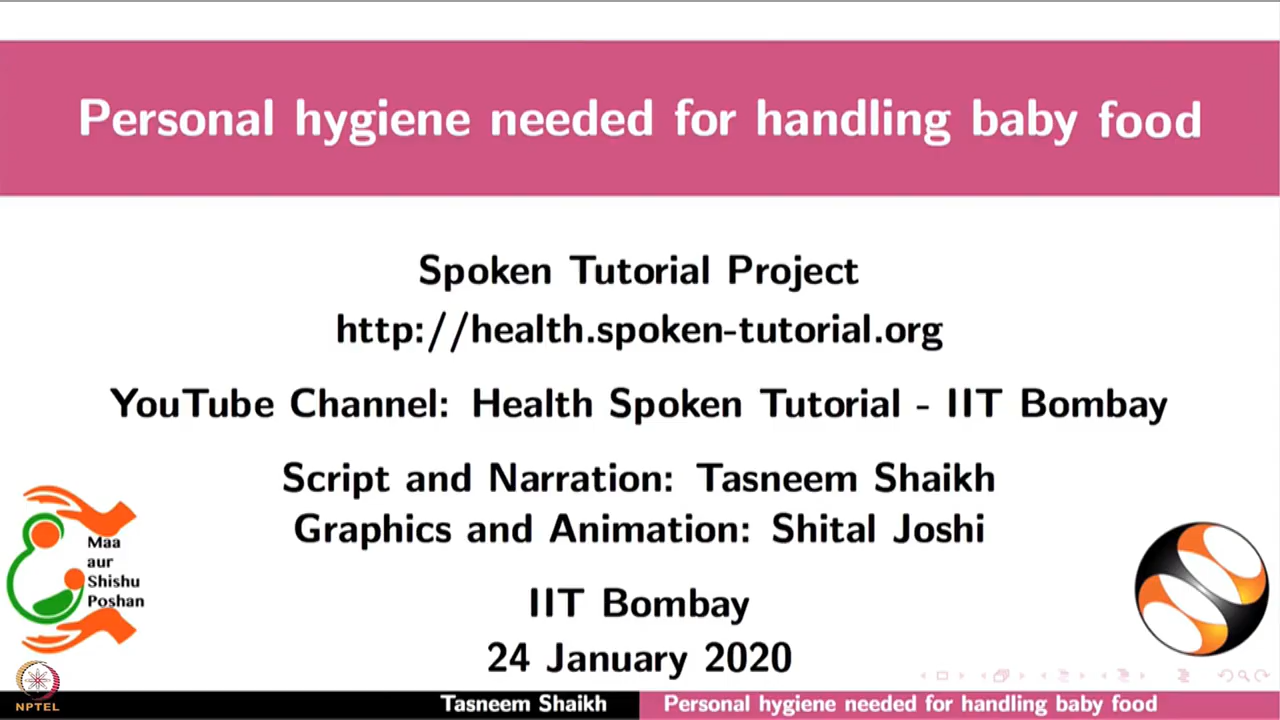 Personal hygiene needed for handling baby food
Spoken Tutorial Project
http://health.spoken-tutorial.org
YouTube Channel: Health Spoken Tutorial - IIT Bombay
Script and Narration: Tasneem Shaikh
Graphics and Animation: Shital Joshi
IIT Bombay
24 January 2020
Maa
aur
Shishu
Poshan
NPTEL
Tasneem Shaikh
Personal hygiene needed for handling baby food